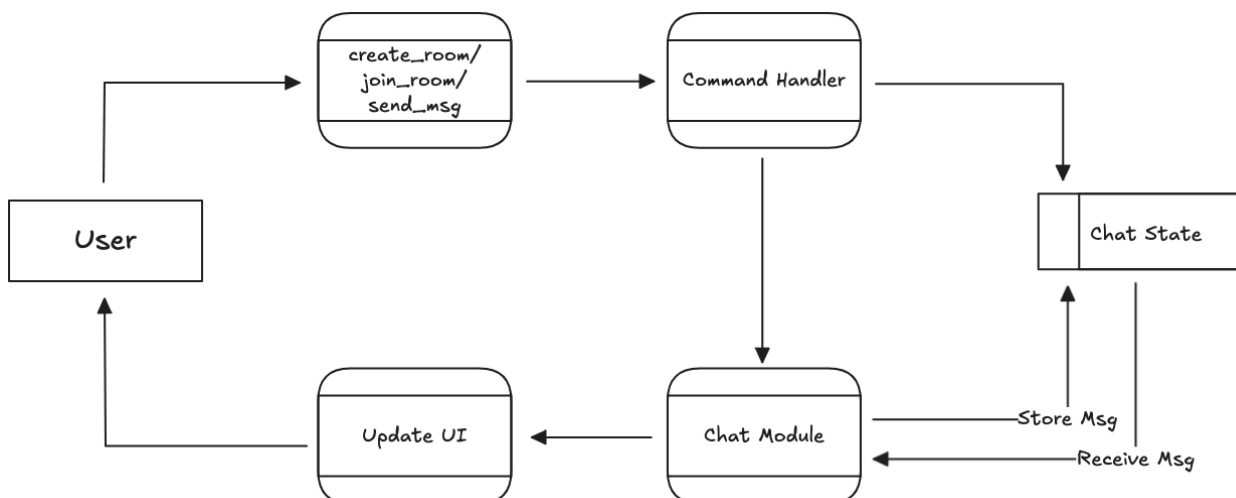 create_room/
join_room/
send_msg
Command Handler
User
Chat State
Store Msg
Update UI
Chat Module
Receive Msg